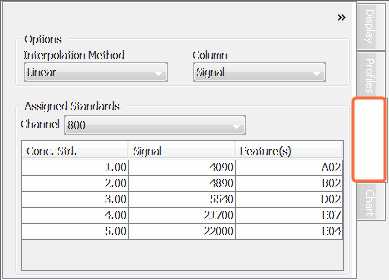 »
Options
Interpolation Method Column
Linear Signal
Assigned Standards
Channel 800
Conc. Std. Signal Feature(s)
1.00 4090 A02
2.00 4890 B02
3.00 5540 D02
4.00 21700 E07
5.00 22000 E04
Display
Profiles
Chart